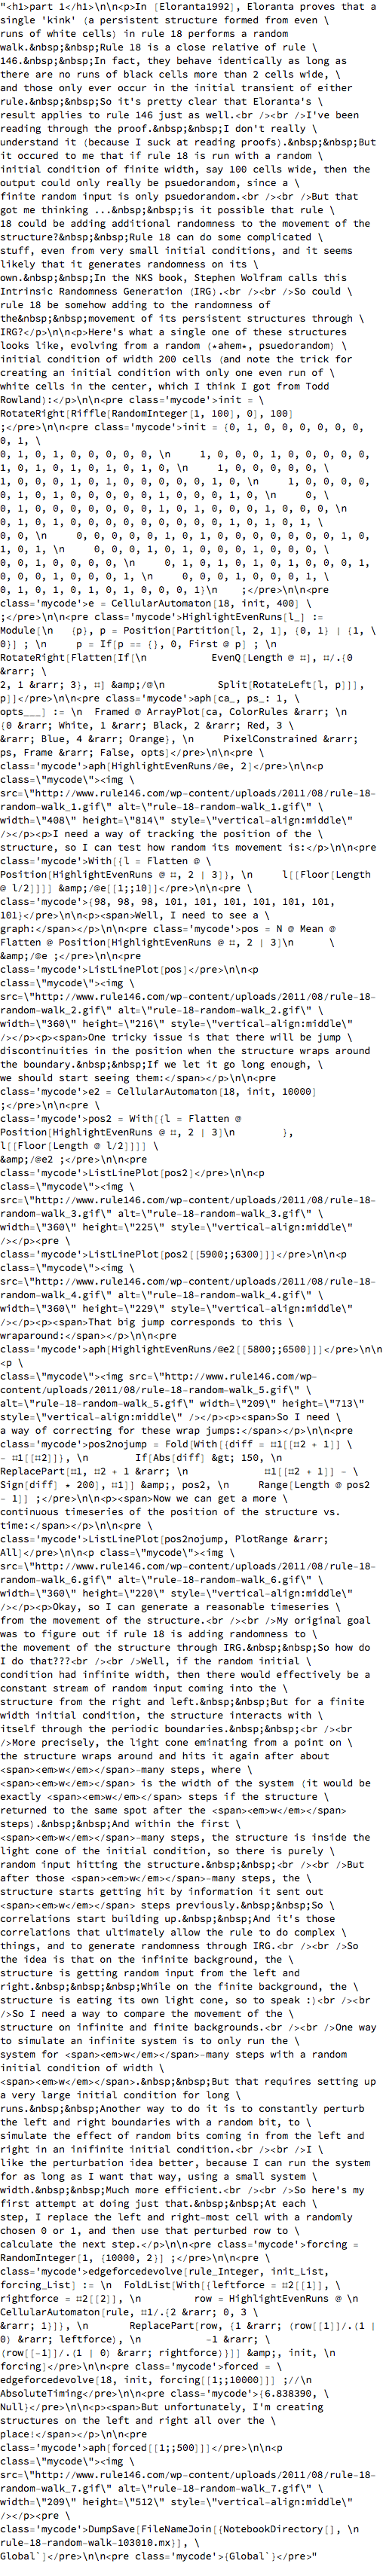 "<h1>part 1</h1>\n\n<p>In [Eloranta1992], Eloranta proves that a \
single 'kink' (a persistent structure formed from even \
runs of white cells) in rule 18 performs a random
walk.&nbsp;&nbsp;Rule 18 is a close relative of rule \
146.&nbsp;&nbsp;In fact, they behave identically as long as
there are no runs of black cells more than 2 cells wide, \
and those only ever occur in the initial transient of either
rule.&nbsp;&nbsp;So it's pretty clear that Eloranta's \
result applies to rule 146 just as well.<br /><br />I've been
reading through the proof.&nbsp;&nbsp;I don't really \
understand it (because I suck at reading proofs).&nbsp;&nbsp;But
it occured to me that if rule 18 is run with a random \
initial condition of finite width, say 100 cells wide, then the
output could only really be psuedorandom, since a \
finite random input is only psuedorandom.<br /><br />But that
got me thinking ...&nbsp;&nbsp;is it possible that rule \
18 could be adding additional randomness to the movement of the
structure?&nbsp;&nbsp;Rule 18 can do some complicated \
stuff, even from very small initial conditions, and it seems
likely that it generates randomness on its \
own.&nbsp;&nbsp;In the NKS book, Stephen Wolfram calls this
Intrinsic Randomness Generation (IRG).<br /><br />So could \
rule 18 be somehow adding to the randomness of
the&nbsp;&nbsp;movement of its persistent structures through \
IRG?</p>\n\n<p>Here's what a single one of these structures
looks like, evolving from a random (*ahem*, psuedorandom) \
initial condition of width 200 cells (and note the trick for
creating an initial condition with only one even run of \
white cells in the center, which I think I got from Todd
Rowland):</p>\n\n<pre class='mycode'>init = \
RotateRight[Riffle[RandomInteger[1, 100], 0], 100]
;</pre>\n\n<pre class='mycode'>init = {0, 1, 0, 0, 0, 0, 0, 0,
0, 1, \
0, 1, 0, 1, 0, 0, 0, 0, 0, \n    1, 0, 0, 0, 1, 0, 0, 0, 0, 0,
1, 0, 1, 0, 1, 0, 1, 0, 1, 0, \n    1, 0, 0, 0, 0, 0, \
1, 0, 0, 0, 1, 0, 1, 0, 0, 0, 0, 0, 1, 0, \n    1, 0, 0, 0, 0,
0, 1, 0, 1, 0, 0, 0, 0, 0, 1, 0, 0, 0, 1, 0, \n    0, \
0, 1, 0, 0, 0, 0, 0, 0, 0, 1, 0, 0, 0, 1, 0, 0, 0, \n
0, 1, 0, 1, 0, 0, 0, 0, 0, 0, 0, 0, 1, 0, 1, 0, 1, \
0, 0, \n    0, 0, 0, 0, 0, 1, 0, 1, 0, 0, 0, 0, 0, 0, 0, 1, 0,
1, 0, 1, \n    0, 0, 0, 1, 0, 1, 0, 0, 0, 1, 0, 0, 0, \
0, 0, 1, 0, 0, 0, 0, \n    0, 1, 0, 1, 0, 1, 0, 1, 0, 0, 0, 1,
0, 0, 0, 1, 0, 0, 1, \n    0, 0, 0, 1, 0, 0, 0, 1, \
0, 1, 0, 1, 0, 1, 0, 0, 0, 1}\n    ;</pre>\n\n<pre
class='mycode'>e = CellularAutomaton[18, init, 400] \
;</pre>\n\n<pre class='mycode'>HighlightEvenRuns[l_] :=
Module[\n   {p}, p = Position[Partition[l, 2, 1], {0, 1} | {1, \
0}] ; \n    p = If[p == {}, 0, First @ p] ; \n
RotateRight[Flatten[If[\n        EvenQ[Length @ #], #/.{0
&rarr; \
2, 1 &rarr; 3}, #] &amp;/@\n        Split[RotateLeft[l, p]]],
p]]</pre>\n\n<pre class='mycode'>aph[ca_, ps_: 1, \
opts___] := \n  Framed @ ArrayPlot[ca, ColorRules &rarr; \n
{0 &rarr; White, 1 &rarr; Black, 2 &rarr; Red, 3 \
&rarr; Blue, 4 &rarr; Orange}, \n    PixelConstrained &rarr;
ps, Frame &rarr; False, opts]</pre>\n\n<pre \
class='mycode'>aph[HighlightEvenRuns/@e, 2]</pre>\n\n<p
class=\"mycode\"><img \
src=\"http://www.rule146.com/wp-content/uploads/2011/08/rule-18-
random-walk_1.gif\" alt=\"rule-18-random-walk_1.gif\" \
width=\"408\" height=\"814\" style=\"vertical-align:middle\"
/></p><p>I need a way of tracking the position of the \
structure, so I can test how random its movement is:</p>\n\n<pre
class='mycode'>With[{l = Flatten @ \
Position[HighlightEvenRuns @ #, 2 | 3]}, \n    l[[Floor[Length
@ l/2]]]] &amp;/@e[[1;;10]]</pre>\n\n<pre \
class='mycode'>{98, 98, 98, 101, 101, 101, 101, 101, 101,
101}</pre>\n\n<p><span>Well, I need to see a \
graph:</span></p>\n\n<pre class='mycode'>pos = N @ Mean @
Flatten @ Position[HighlightEvenRuns @ #, 2 | 3]\n      \
&amp;/@e ;</pre>\n\n<pre
class='mycode'>ListLinePlot[pos]</pre>\n\n<p \
class=\"mycode\"><img \
src=\"http://www.rule146.com/wp-content/uploads/2011/08/rule-18-
random-walk_2.gif\" alt=\"rule-18-random-walk_2.gif\" \
width=\"360\" height=\"216\" style=\"vertical-align:middle\"
/></p><p><span>One tricky issue is that there will be jump \
discontinuities in the position when the structure wraps around
the boundary.&nbsp;&nbsp;If we let it go long enough, \
we should start seeing them:</span></p>\n\n<pre
class='mycode'>e2 = CellularAutomaton[18, init, 10000]
;</pre>\n\n<pre \
class='mycode'>pos2 = With[{l = Flatten @
Position[HighlightEvenRuns @ #, 2 | 3]\n       },
l[[Floor[Length @ l/2]]]] \
&amp;/@e2 ;</pre>\n\n<pre
class='mycode'>ListLinePlot[pos2]</pre>\n\n<p
class=\"mycode\"><img \
src=\"http://www.rule146.com/wp-content/uploads/2011/08/rule-18-
random-walk_3.gif\" alt=\"rule-18-random-walk_3.gif\" \
width=\"360\" height=\"225\" style=\"vertical-align:middle\"
/></p><pre \
class='mycode'>ListLinePlot[pos2[[5900;;6300]]]</pre>\n\n<p
class=\"mycode\"><img \
src=\"http://www.rule146.com/wp-content/uploads/2011/08/rule-18-
random-walk_4.gif\" alt=\"rule-18-random-walk_4.gif\" \
width=\"360\" height=\"229\" style=\"vertical-align:middle\"
/></p><p><span>That big jump corresponds to this \
wraparound:</span></p>\n\n<pre
class='mycode'>aph[HighlightEvenRuns/@e2[[5800;;6500]]]</pre>\n\n
<p \
class=\"mycode\"><img src=\"http://www.rule146.com/wp-
content/uploads/2011/08/rule-18-random-walk_5.gif\" \
alt=\"rule-18-random-walk_5.gif\" width=\"209\" height=\"713\"
style=\"vertical-align:middle\" /></p><p><span>So I need \
a way of correcting for these wrap jumps:</span></p>\n\n<pre
class='mycode'>pos2nojump = Fold[With[{diff = #1[[#2 + 1]] \
- #1[[#2]]}, \n       If[Abs[diff] &gt; 150, \n
ReplacePart[#1, #2 + 1 &rarr; \n           #1[[#2 + 1]] - \
Sign[diff] * 200], #1]] &amp;, pos2, \n     Range[Length @ pos2
- 1]] ;</pre>\n\n<p><span>Now we can get a more \
continuous timeseries of the position of the structure vs.
time:</span></p>\n\n<pre \
class='mycode'>ListLinePlot[pos2nojump, PlotRange &rarr;
All]</pre>\n\n<p class=\"mycode\"><img \
src=\"http://www.rule146.com/wp-content/uploads/2011/08/rule-18-
random-walk_6.gif\" alt=\"rule-18-random-walk_6.gif\" \
width=\"360\" height=\"220\" style=\"vertical-align:middle\"
/></p><p>Okay, so I can generate a reasonable timeseries \
from the movement of the structure.<br /><br />My original goal
was to figure out if rule 18 is adding randomness to \
the movement of the structure through IRG.&nbsp;&nbsp;So how do
I do that???<br /><br />Well, if the random initial \
condition had infinite width, then there would effectively be a
constant stream of random input coming into the \
structure from the right and left.&nbsp;&nbsp;But for a finite
width initial condition, the structure interacts with \
itself through the periodic boundaries.&nbsp;&nbsp;<br /><br
/>More precisely, the light cone eminating from a point on \
the structure wraps around and hits it again after about
<span><em>w</em></span>-many steps, where \
<span><em>w</em></span> is the width of the system (it would be
exactly <span><em>w</em></span> steps if the structure \
returned to the same spot after the <span><em>w</em></span>
steps).&nbsp;&nbsp;And within the first \
<span><em>w</em></span>-many steps, the structure is inside the
light cone of the initial condition, so there is purely \
random input hitting the structure.&nbsp;&nbsp;<br /><br />But
after those <span><em>w</em></span>-many steps, the \
structure starts getting hit by information it sent out
<span><em>w</em></span> steps previously.&nbsp;&nbsp;So \
correlations start building up.&nbsp;&nbsp;And it's those
correlations that ultimately allow the rule to do complex \
things, and to generate randomness through IRG.<br /><br />So
the idea is that on the infinite background, the \
structure is getting random input from the left and
right.&nbsp;&nbsp;While on the finite background, the \
structure is eating its own light cone, so to speak :)<br /><br
/>So I need a way to compare the movement of the \
structure on infinite and finite backgrounds.<br /><br />One way
to simulate an infinite system is to only run the \
system for <span><em>w</em></span>-many steps with a random
initial condition of width \
<span><em>w</em></span>.&nbsp;&nbsp;But that requires setting up
a very large initial condition for long \
runs.&nbsp;&nbsp;Another way to do it is to constantly perturb
the left and right boundaries with a random bit, to \
simulate the effect of random bits coming in from the left and
right in an inifinite initial condition.<br /><br />I \
like the perturbation idea better, because I can run the system
for as long as I want that way, using a small system \
width.&nbsp;&nbsp;Much more efficient.<br /><br />So here's my
first attempt at doing just that.&nbsp;&nbsp;At each \
step, I replace the left and right-most cell with a randomly
chosen 0 or 1, and then use that perturbed row to \
calculate the next step.</p>\n\n<pre class='mycode'>forcing =
RandomInteger[1, {10000, 2}] ;</pre>\n\n<pre \
class='mycode'>edgeforcedevolve[rule_Integer, init_List,
forcing_List] := \n  FoldList[With[{leftforce = #2[[1]], \
rightforce = #2[[2]], \n         row = HighlightEvenRuns @ \n
CellularAutomaton[rule, #1/.{2 &rarr; 0, 3 \
&rarr; 1}]}, \n      ReplacePart[row, {1 &rarr; (row[[1]]/.(1 |
0) &rarr; leftforce), \n           -1 &rarr; \
(row[[-1]]/.(1 | 0) &rarr; rightforce)}]] &amp;, init, \n
forcing]</pre>\n\n<pre class='mycode'>forced = \
edgeforcedevolve[18, init, forcing[[1;;10000]]] ;//\n
AbsoluteTiming</pre>\n\n<pre class='mycode'>{6.838390, \
Null}</pre>\n\n<p><span>But unfortunately, I'm creating
structures on the left and right all over the \
place:</span></p>\n\n<pre
class='mycode'>aph[forced[[1;;500]]]</pre>\n\n<p
class=\"mycode\"><img \
src=\"http://www.rule146.com/wp-content/uploads/2011/08/rule-18-
random-walk_7.gif\" alt=\"rule-18-random-walk_7.gif\" \
width=\"209\" height=\"512\" style=\"vertical-align:middle\"
/></p><pre \
class='mycode'>DumpSave[FileNameJoin[{NotebookDirectory[], \n
rule-18-random-walk-103010.mx}], \
Global`]</pre>\n\n<pre class='mycode'>{Global`}</pre>"